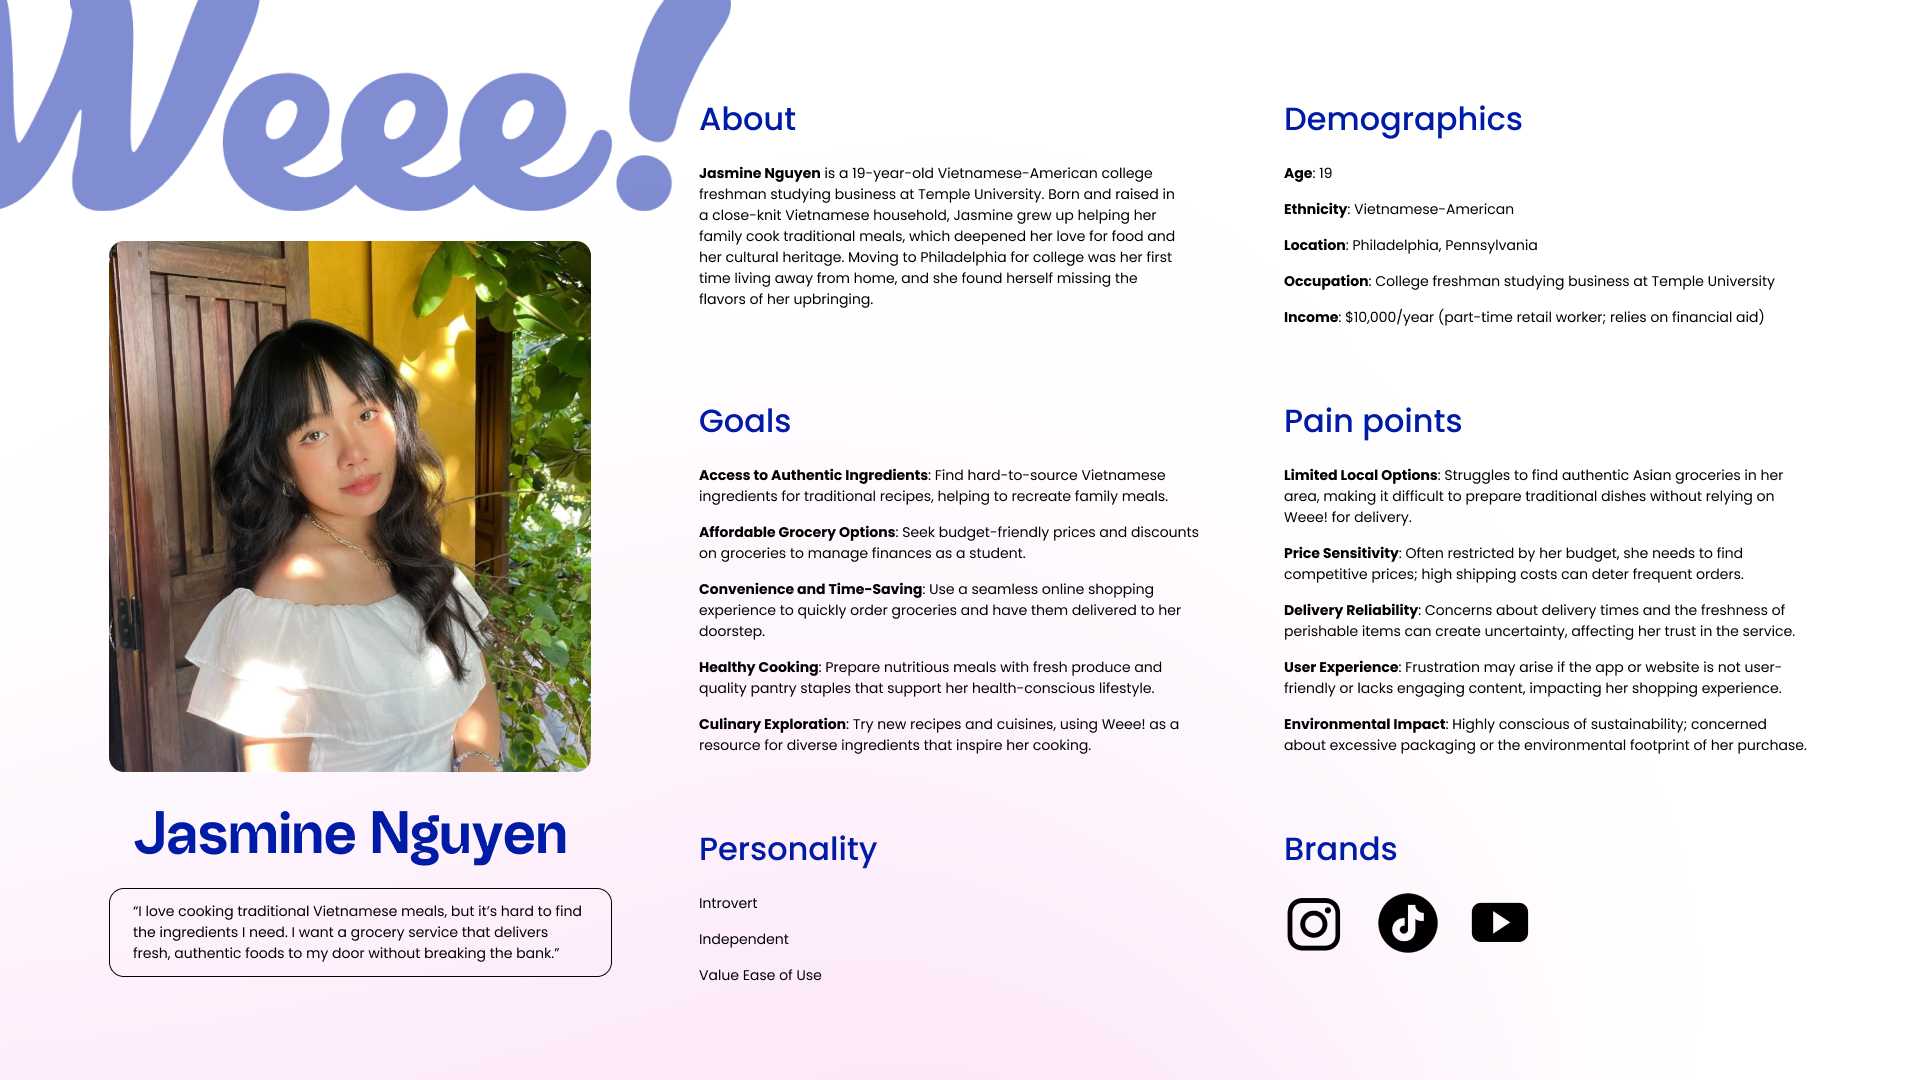 Weee!
About
Jasmine Nguyen is a 19-year-old Vietnamese-American college
freshman studying business at Temple University. Born and raised in
a close-knit Vietnamese household, Jasmine grew up helping her
family cook traditional meals, which deepened her love for food and
her cultural heritage. Moving to Philadelphia for college was her first
time living away from home, and she found herself missing the
flavors of her upbringing.
Demographics
Age: 19
Ethnicity: Vietnamese-American
Location: Philadelphia, Pennsylvania
Occupation: College freshman studying business at Temple University
Income: $10,000/year (part-time retail worker; relies on financial aid)
Goals
Access to Authentic Ingredients: Find hard-to-source Vietnamese
ingredients for traditional recipes, helping to recreate family meals.
Affordable Grocery Options: Seek budget-friendly prices and discounts
on groceries to manage finances as a student.
Convenience and Time-Saving: Use a seamless online shopping
experience to quickly order groceries and have them delivered to her
doorstep.
Healthy Cooking: Prepare nutritious meals with fresh produce and
quality pantry staples that support her health-conscious lifestyle.
Culinary Exploration: Try new recipes and cuisines, using Weee! as a
resource for diverse ingredients that inspire her cooking.
Pain points
Limited Local Options: Struggles to find authentic Asian groceries in her
area, making it difficult to prepare traditional dishes without relying on
Weee! for delivery.
Price Sensitivity: Often restricted by her budget, she needs to find
competitive prices; high shipping costs can deter frequent orders.
Delivery Reliability: Concerns about delivery times and the freshness of
perishable items can create uncertainty, affecting her trust in the service.
User Experience: Frustration may arise if the app or website is not user-
friendly or lacks engaging content, impacting her shopping experience.
Environmental Impact: Highly conscious of sustainability; concerned
about excessive packaging or the environmental footprint of her purchase.
Jasmine Nguyen
“I love cooking traditional Vietnamese meals, but it’s hard to find
the ingredients I need. I want a grocery service that delivers
fresh, authentic foods to my door without breaking the bank.”
Personality
Introvert
Independent
Value Ease of Use
Brands